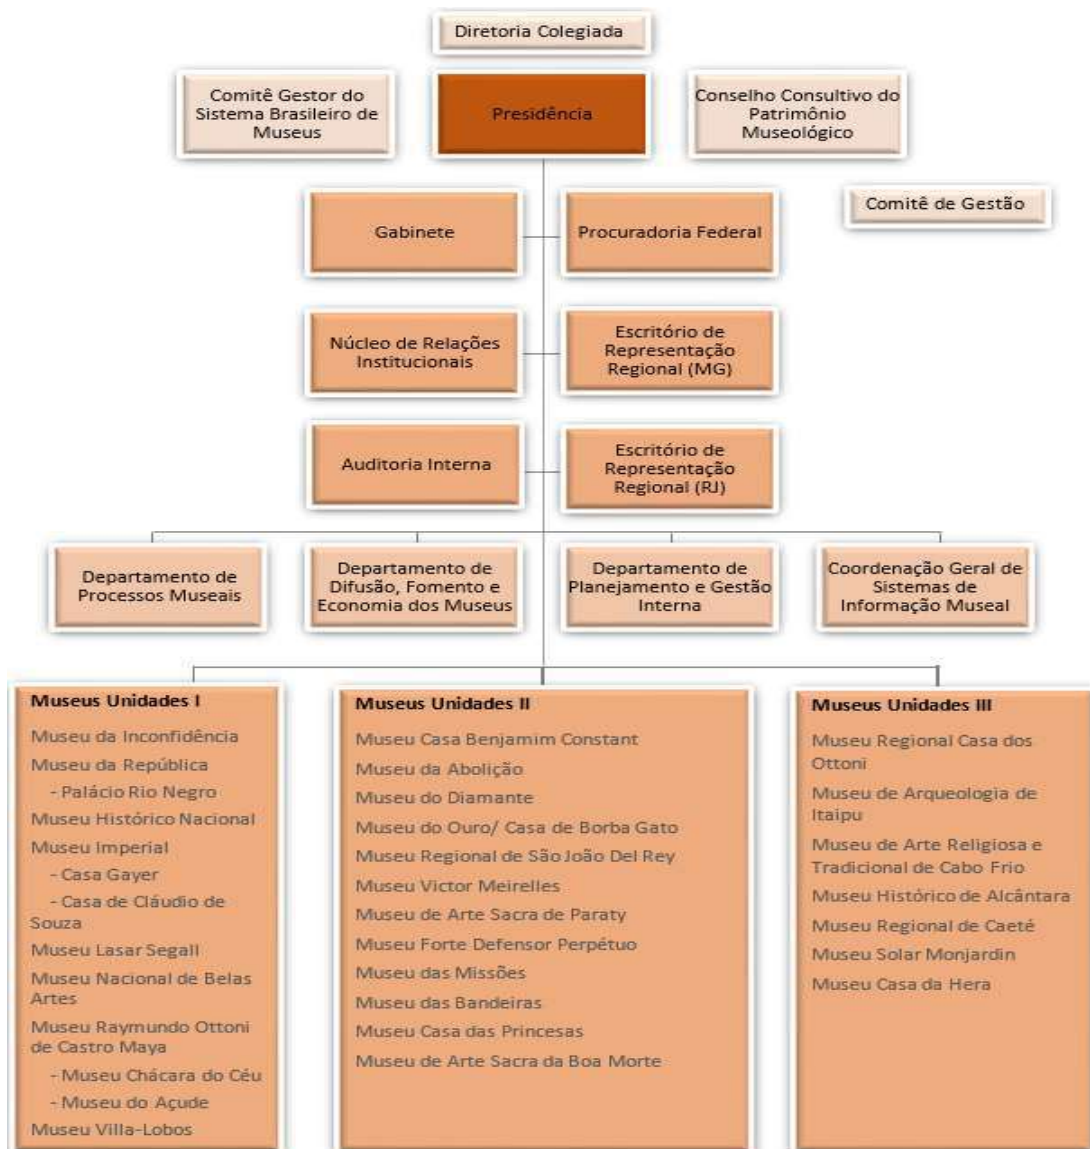 Diretoria Colegiada
Comitê Gestor do
Sistema Brasileiro de
Museus
Presidência
Conselho Consultivo do
Patrimônio
Museológico
Comitê de Gestão
Gabinete
Procuradoria Federal
Núcleo de Relações
Institucionais
Escritório de
Representação
Regional (MG)
Auditoria Interna
Escritório de
Representação
Regional (RJ)
Departamento de
Processos Museais
Departamento de
Difusão, Fomento e
Economia dos Museus
Departamento de
Planejamento e Gestão
Interna
Coordenação Geral de
Sistemas de
Informação Museal
Museus Unidades I
Museu da Inconfidência
Museu da República
- Palácio Rio Negro
Museu Histórico Nacional
Museu Imperial
- Casa Gayer
- Casa de Cláudio de
Souza
Museu Lasar Segall
Museu Nacional de Belas
Artes
Museu Raymundo Ottoni
de Castro Maya
- Museu Chácara do Céu
- Museu do Açude
Museu Villa-Lobos
Museus Unidades II
Museu Casa Benjamim Constant
Museu da Abolição
Museu do Diamante
Museu do Ouro/ Casa de Borba Gato
Museu Regional de São João Del Rey
Museu Victor Meirelles
Museu de Arte Sacra de Paraty
Museu Forte Defensor Perpétuo
Museu das Missões
Museu das Bandeiras
Museu Casa das Princesas
Museu de Arte Sacra da Boa Morte
Museus Unidades III
Museu Regional Casa dos
Ottoni
Museu de Arqueologia de
Itaipu
Museu de Arte Religiosa e
Tradicional de Cabo Frio
Museu Histórico de Alcântara
Museu Regional de Caeté
Museu Solar Monjardin
Museu Casa da Hera